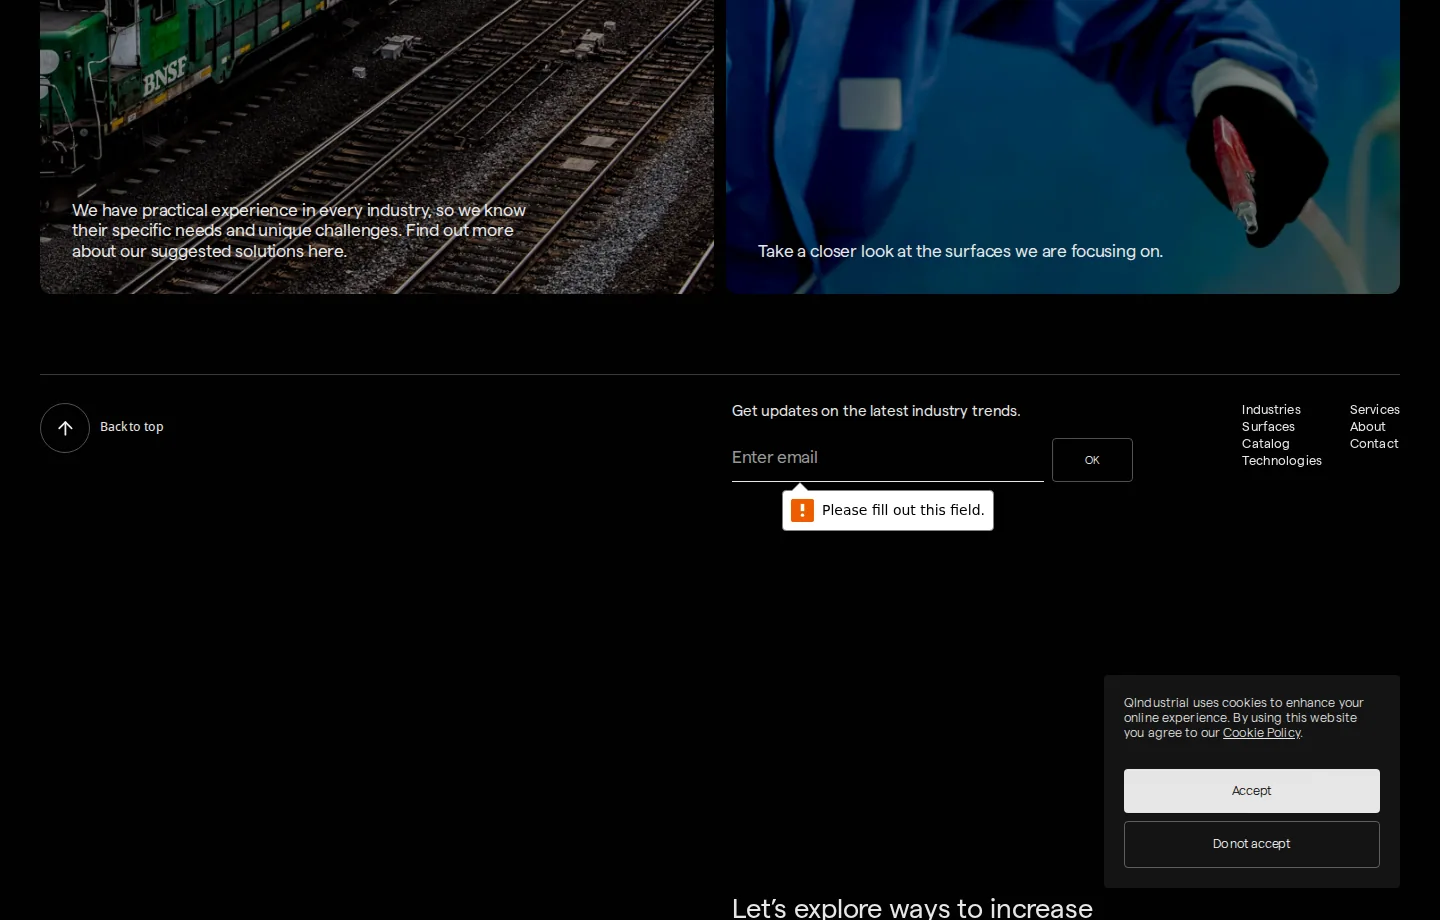 BNSF
We have practical experience in every industry, so we know
their specific needs and unique challenges. Find out more
about our suggested solutions here.
Take a closer look at the surfaces we are focusing on.
Back to top
Get updates on the latest industry trends.
Enter email
OK
Please fill out this field.
Industries
Surfaces
Catalog
Technologies
Services
About
Contact
QIndustrial uses cookies to enhance your
online experience. By using this website
you agree to our Cookie Policy.
Accept
Do not accept
Let’s explore ways to increase